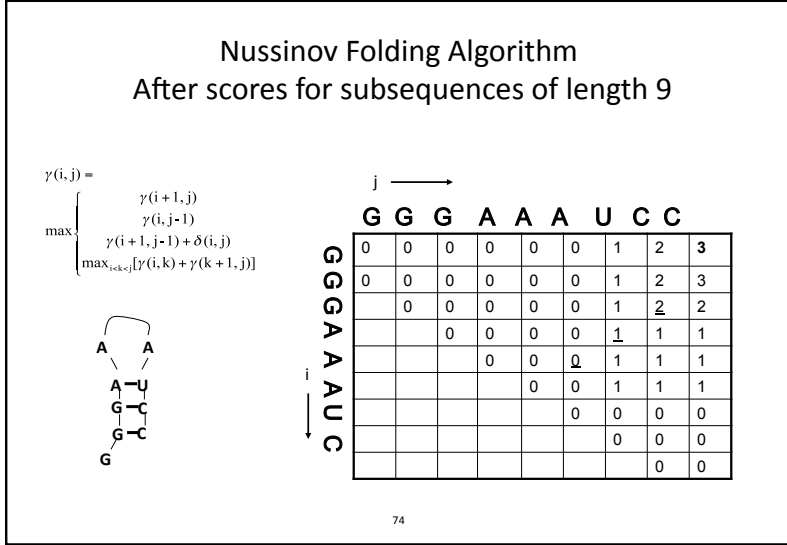 Nussinov Folding Algorithm
After scores for subsequences of length 9
γ(i, j) =
max{
γ(i+1, j)
γ(i, j-1)
γ(i+1, j-1) + δ(i, j)
max i<k<j[γ(i, k) + γ(k+1, j)]
j
G G G A A A U C C
G 0 0 0 0 0 0 1 2 3
G 0 0 0 0 0 0 1 2 3
G 0 0 0 0 0 1 2 2
A 0 0 0 0 1 1 1
A 0 0 0 1 1 1
A 0 0 1 1 1
U 0 0 0 0
C 0 0 0
0 0
i
A A
A U
G C
G C
G
74